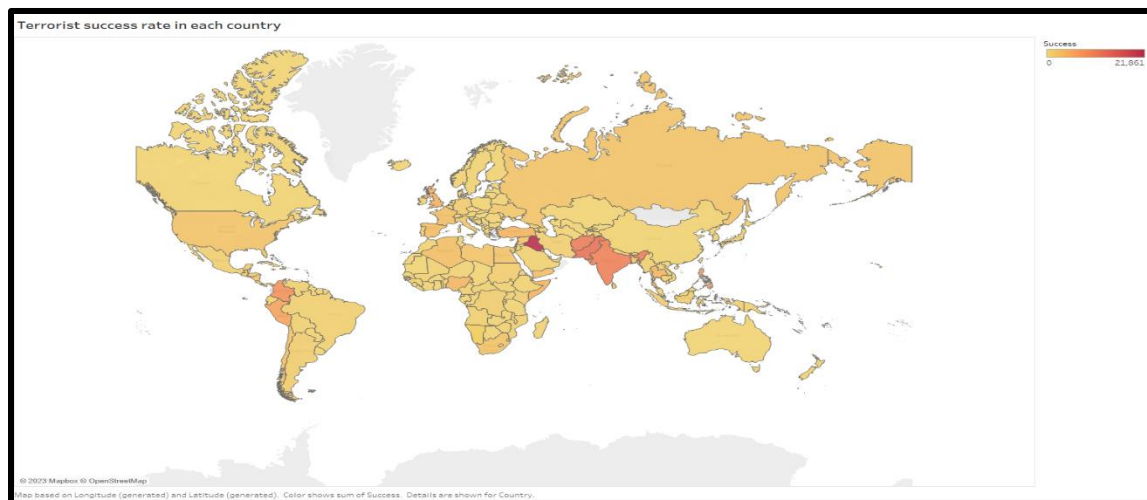 Terrorist success rate in each country
Success
0 21,861
© 2023 Mapbox © OpenStreetMap
Map based on Longitude (generated) and Latitude (generated). Color shows sum of Success. Details are shown for Country.